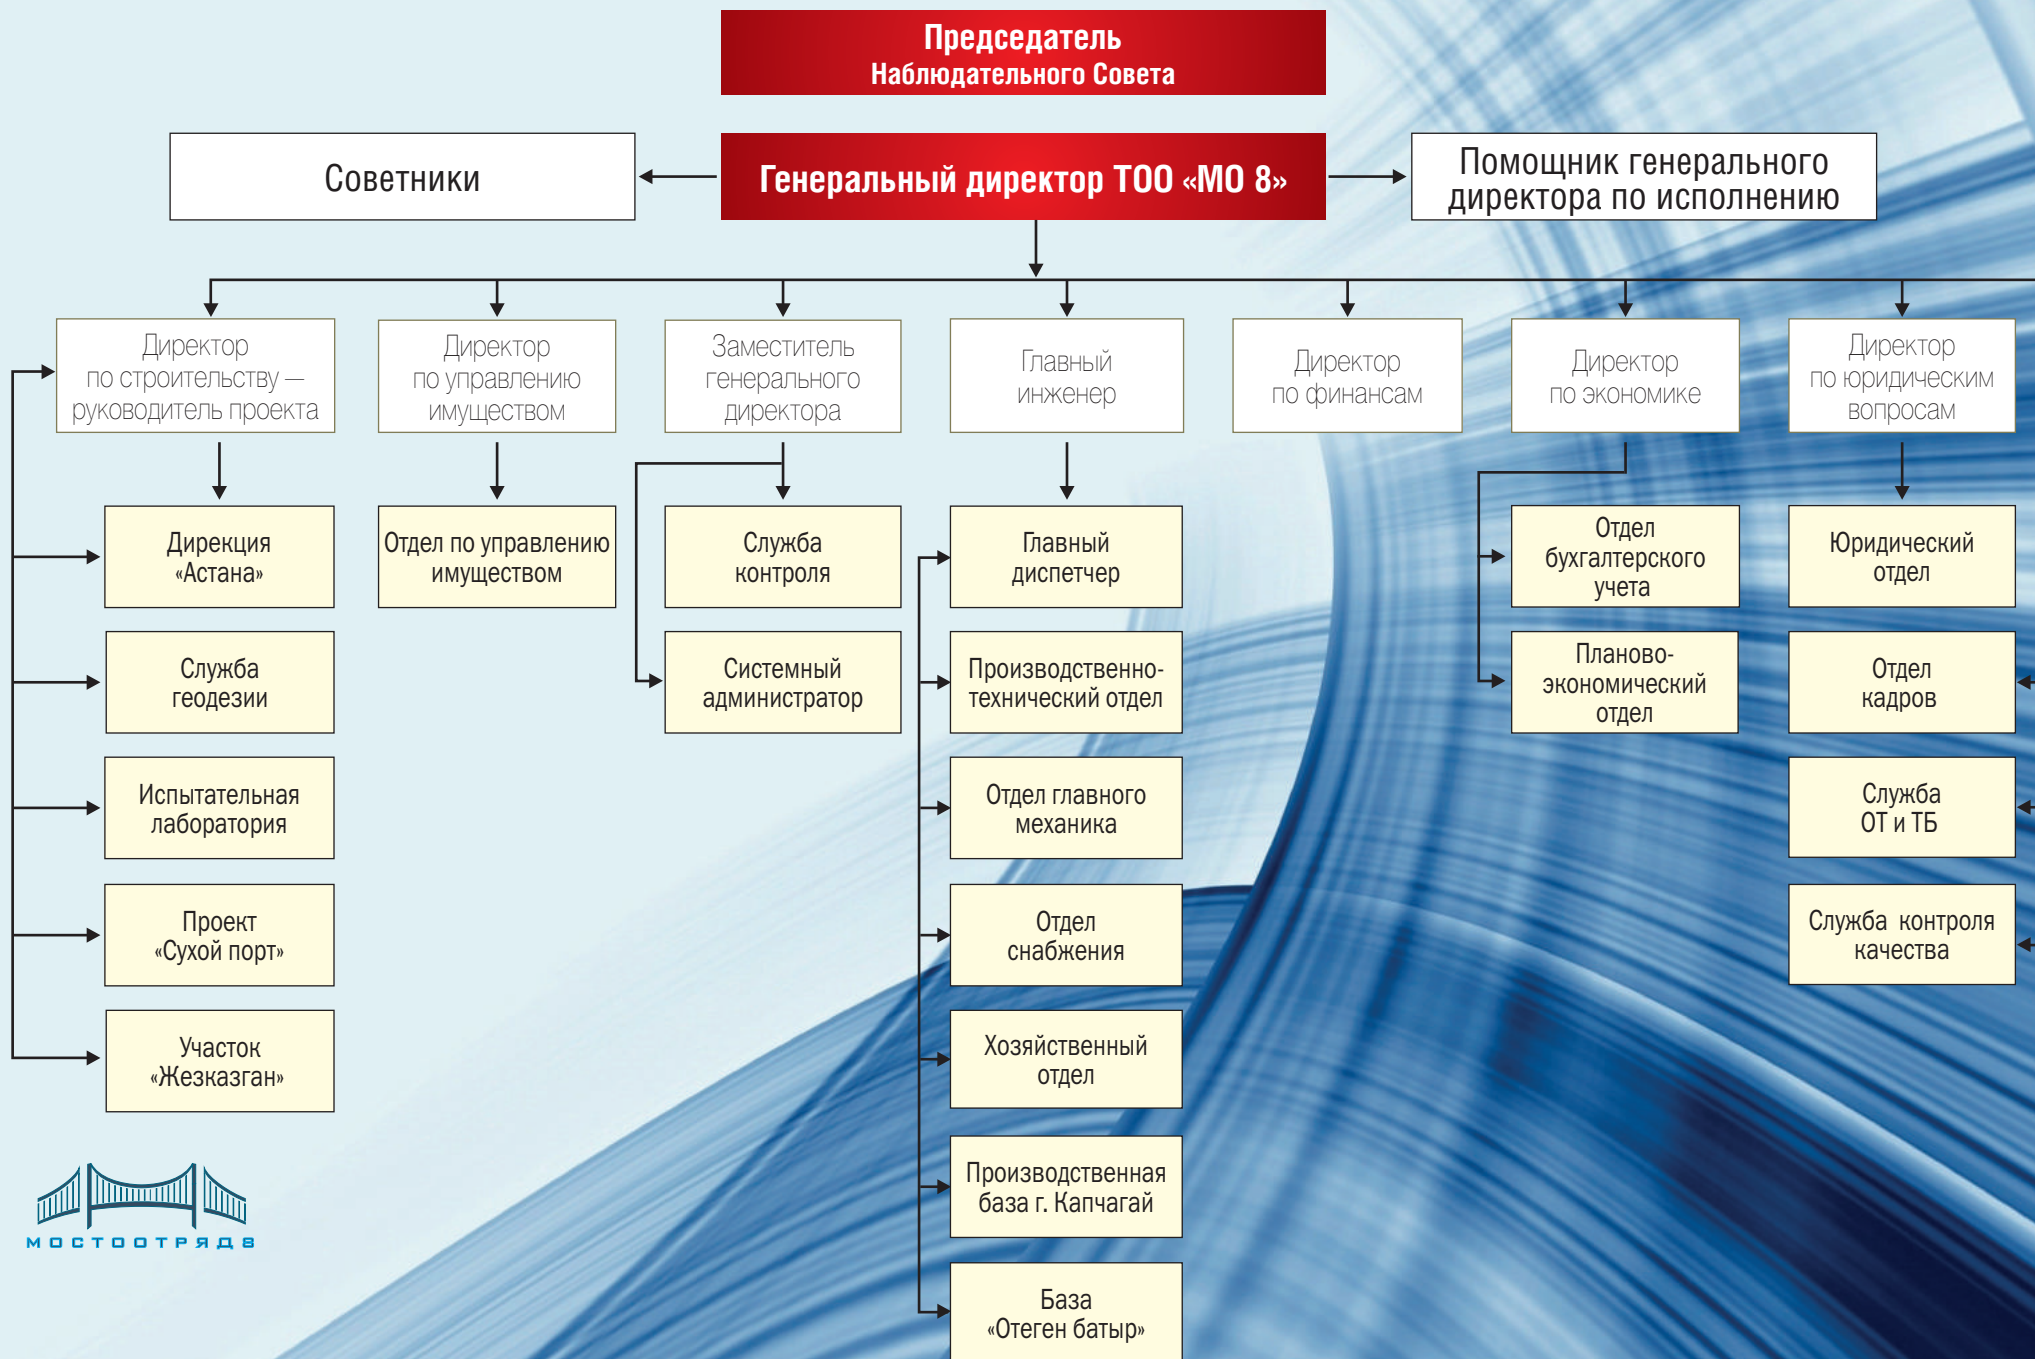 Председатель
Наблюдательного Совета
Советники
Генеральный директор ТОО «МО 8»
Помощник генерального
директора по исполнению
Директор
по строительству —
руководитель проекта
Директор
по управлению
имуществом
Заместитель
генерального
директора
Главный
инженер
Директор
по финансам
Директор
по экономике
Директор
по юридическим
вопросам
Дирекция
«Астана»
Отдел по управлению
имуществом
Служба
контроля
Главный
диспетчер
Отдел
бухгалтерского
учета
Юридический
отдел
Служба
геодезии
Системный
администратор
Производственно-
технический отдел
Планово-
экономический
отдел
Отдел
кадров
Испытательная
лаборатория
Отдел главного
механика
Служба
ОТ и ТБ
Проект
«Сухой порт»
Отдел
снабжения
Служба контроля
качества
Участок
«Жезказган»
Хозяйственный
отдел
Производственная
база г. Капчагай
База
«Отеген батыр»
МОСТООТРЯД8